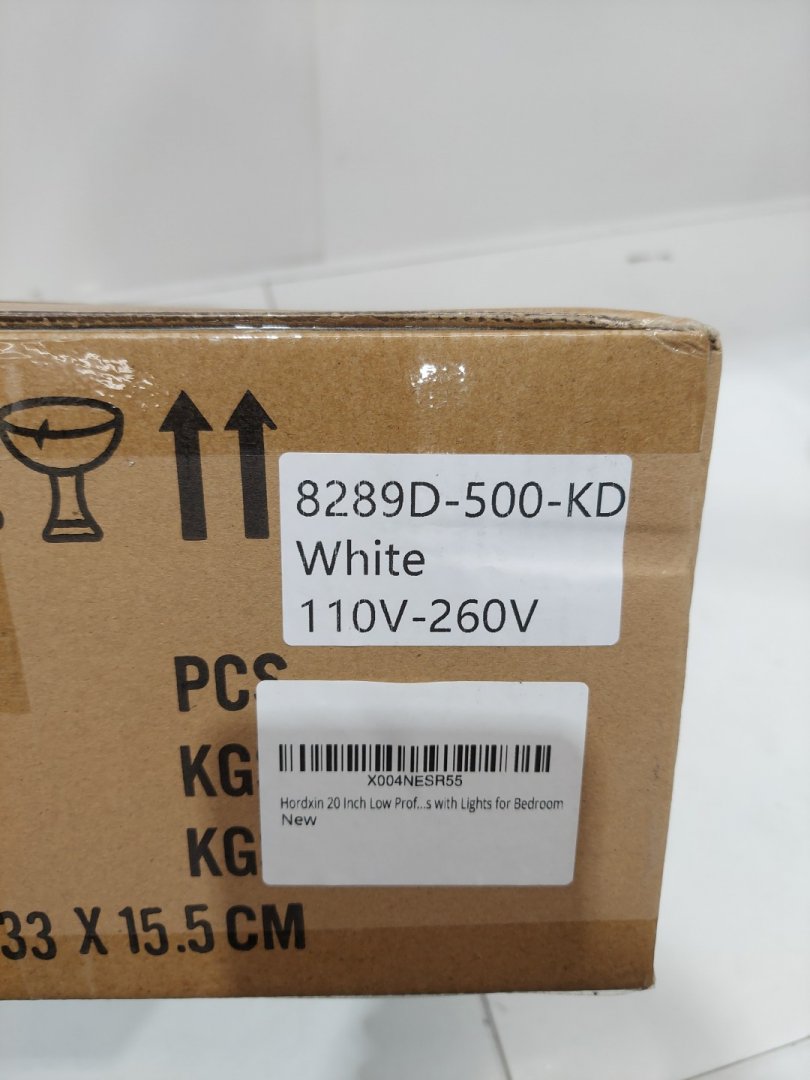 8289D-500-KD
White
110V-260V
PCS
X004NESR55
KGS
Hordxin 20 Inch Low Prof...s with Lights for Bedroom
New
KG
33 X 15.5 CM